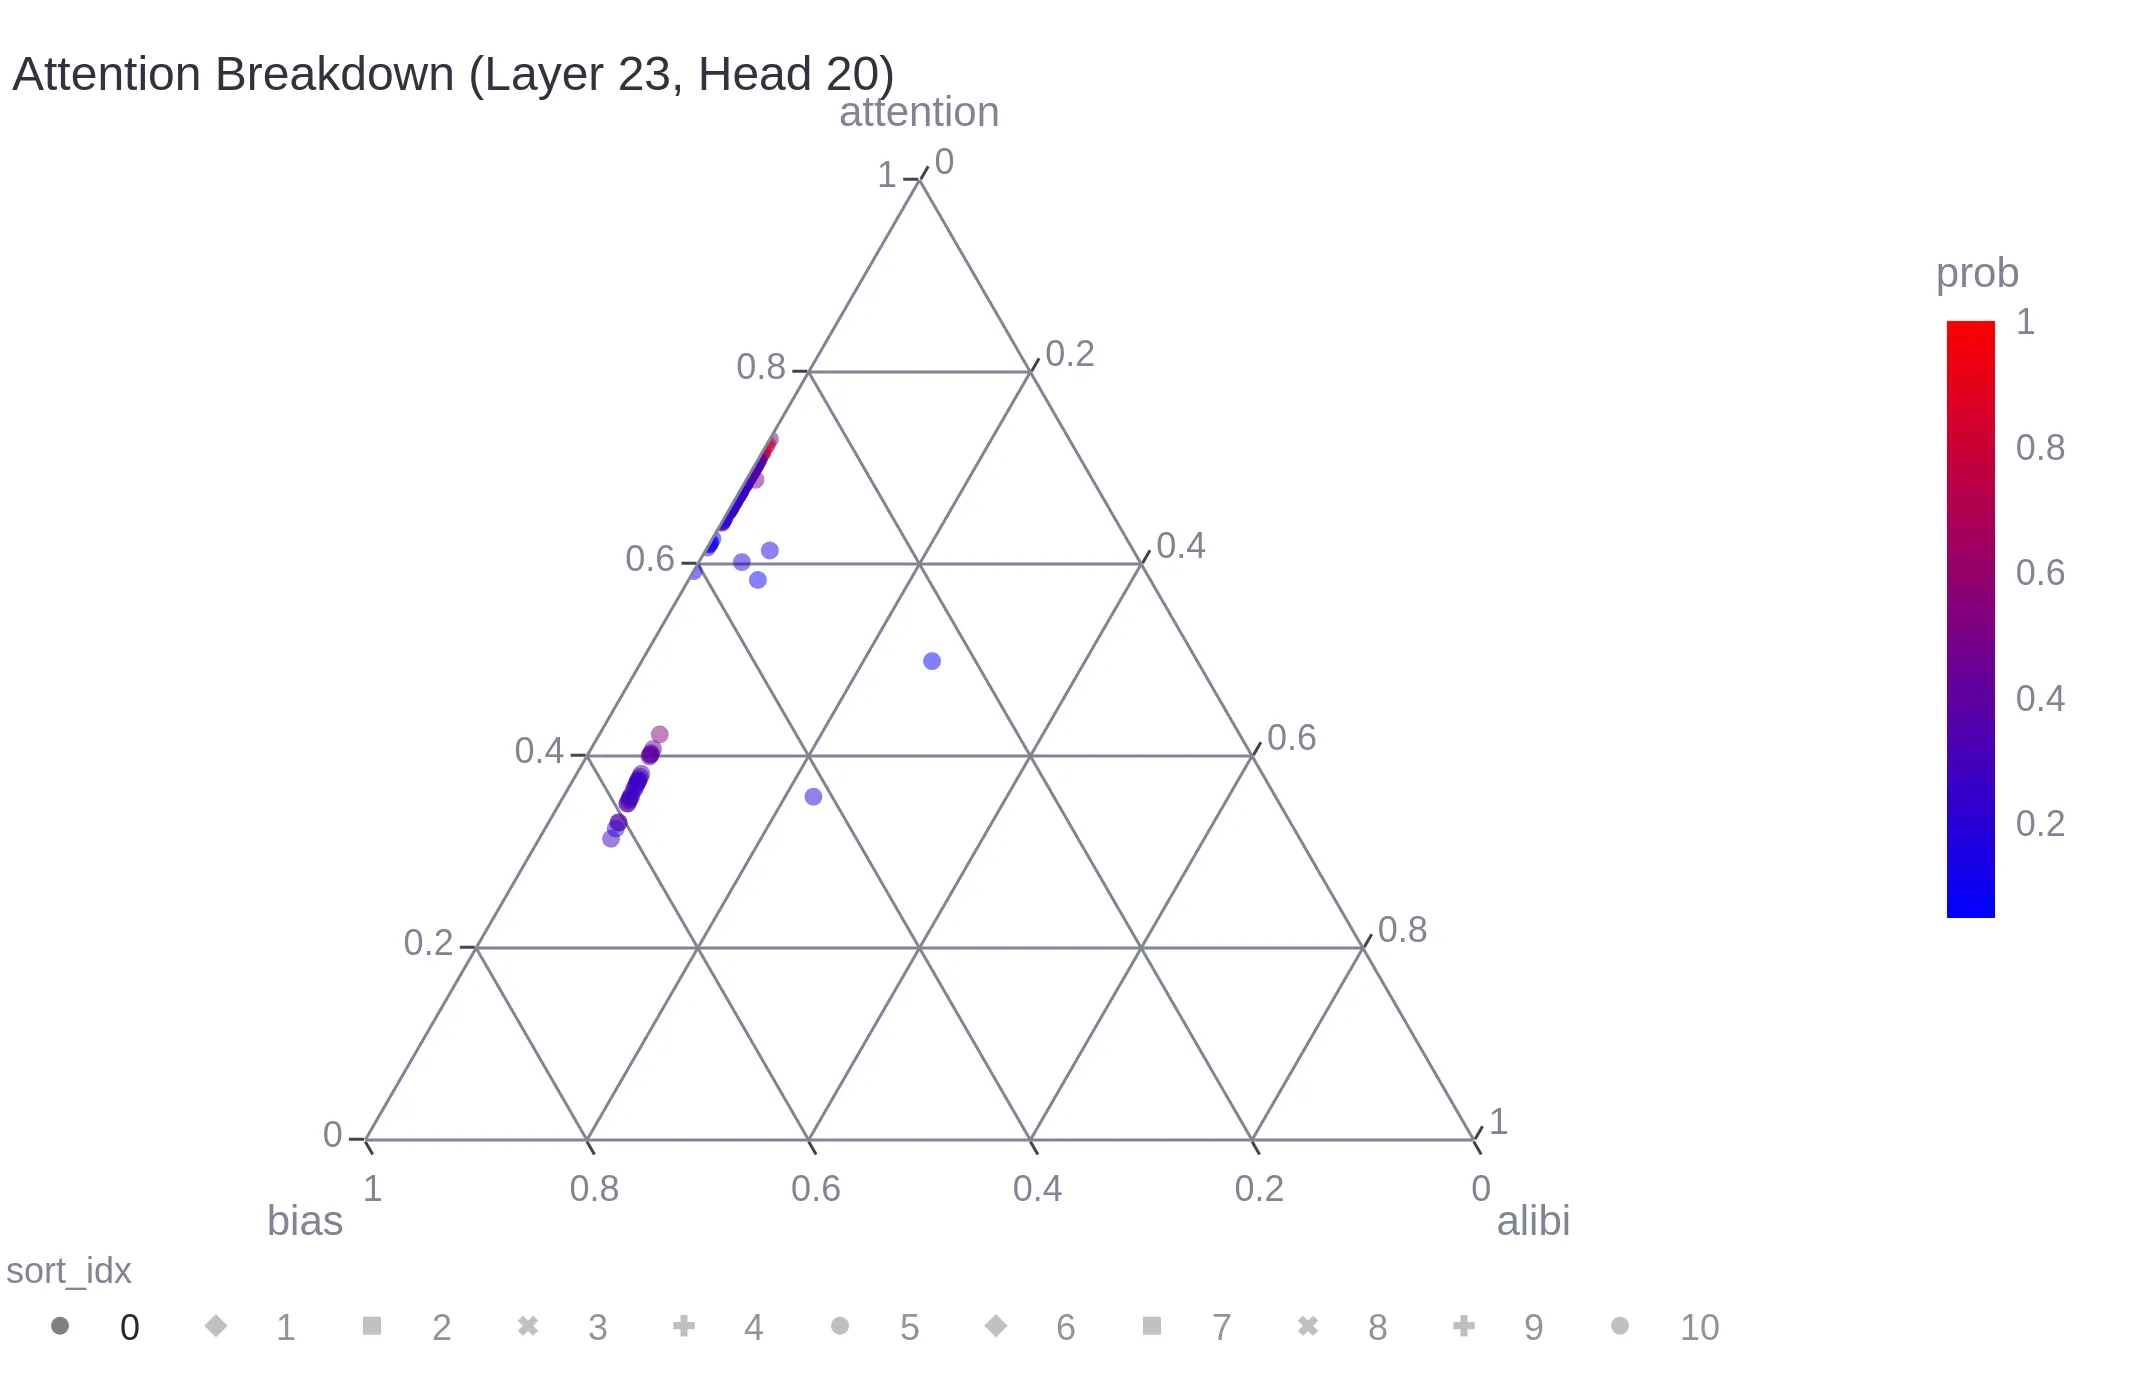 Attention Breakdown (Layer 23, Head 20)
attention
1 0
prob
1
0.8 0.2
0.8
0.6 0.4
0.6
0.4 0.6
0.4
0.2 0.8
0.2
0 1
1 0.8 0.6 0.4 0.2 0
bias alibi
sort_idx
0 1 2 3 4 5 6 7 8 9 10